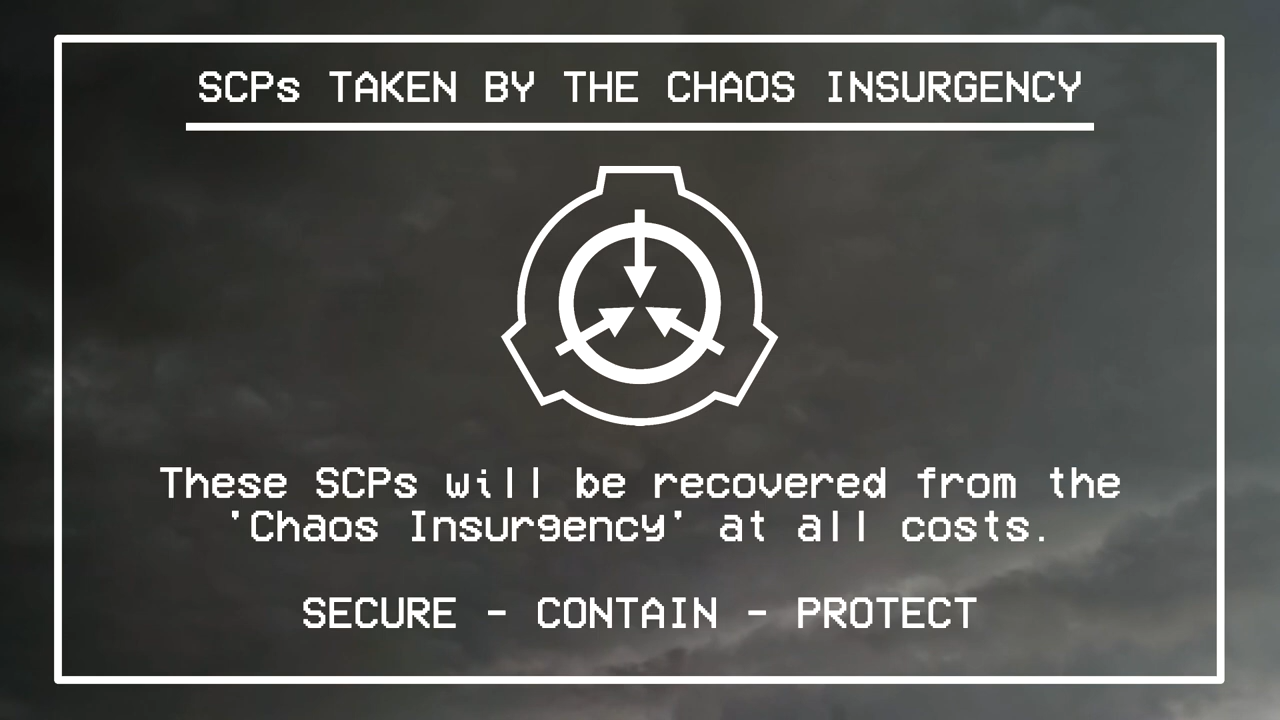 SCPs TAKEN BY THE CHAOS INSURGENCY
These SCPs will be recovered from the
'Chaos Insurgency' at all costs.
SECURE - CONTAIN - PROTECT